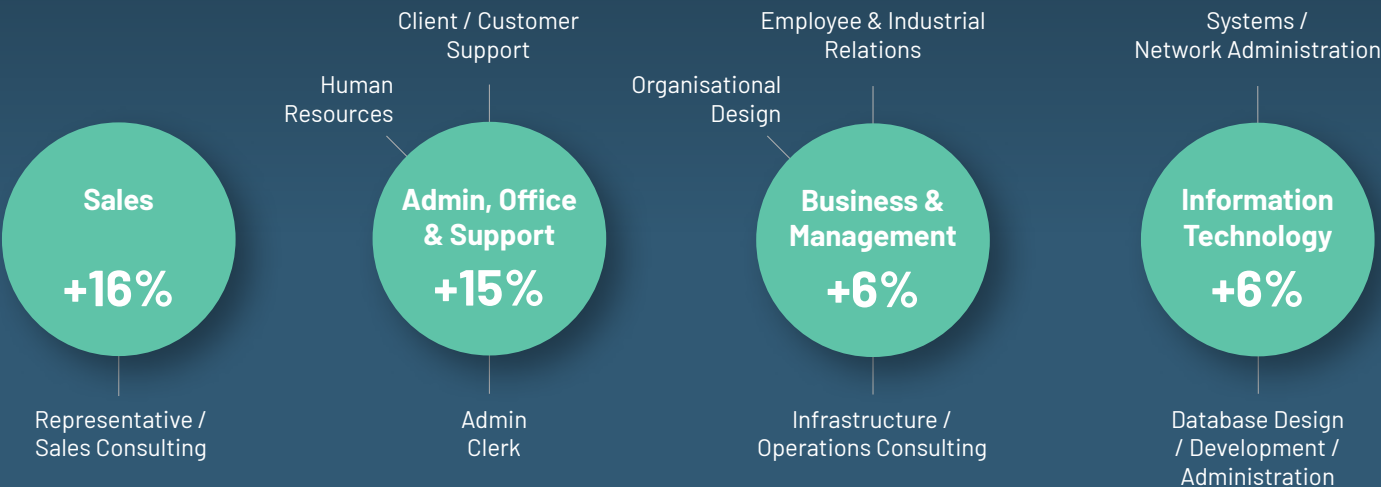 Sales
+16%
Representative /
Sales Consulting
Human
Resources
Client / Customer
Support
Admin, Office
& Support
+15%
Admin
Clerk
Organisational
Design
Employee & Industrial
Relations
Business &
Management
+6%
Infrastructure /
Operations Consulting
Systems /
Network Administration
Information
Technology
+6%
Database Design
/ Development /
Administration